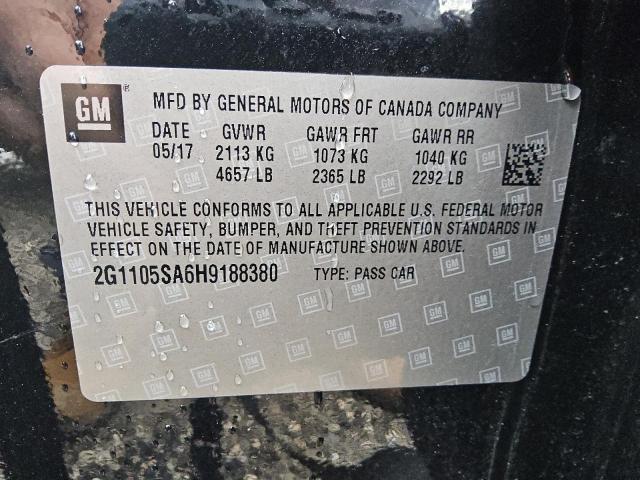 GM ® MFD BY GENERAL MOTORS OF CANADA COMPANY
DATE GVWR GAWR FRT GAWR RR
05/17 2113 KG 1073 KG 1040 KG
4657 LB 2365 LB 2292 LB
THIS VEHICLE CONFORMS TO ALL APPLICABLE U.S. FEDERAL MOTOR
VEHICLE SAFETY, BUMPER, AND THEFT PREVENTION STANDARDS IN
EFFECT ON THE DATE OF MANUFACTURE SHOWN ABOVE.
2G1105SA6H9188380 TYPE: PASS CAR